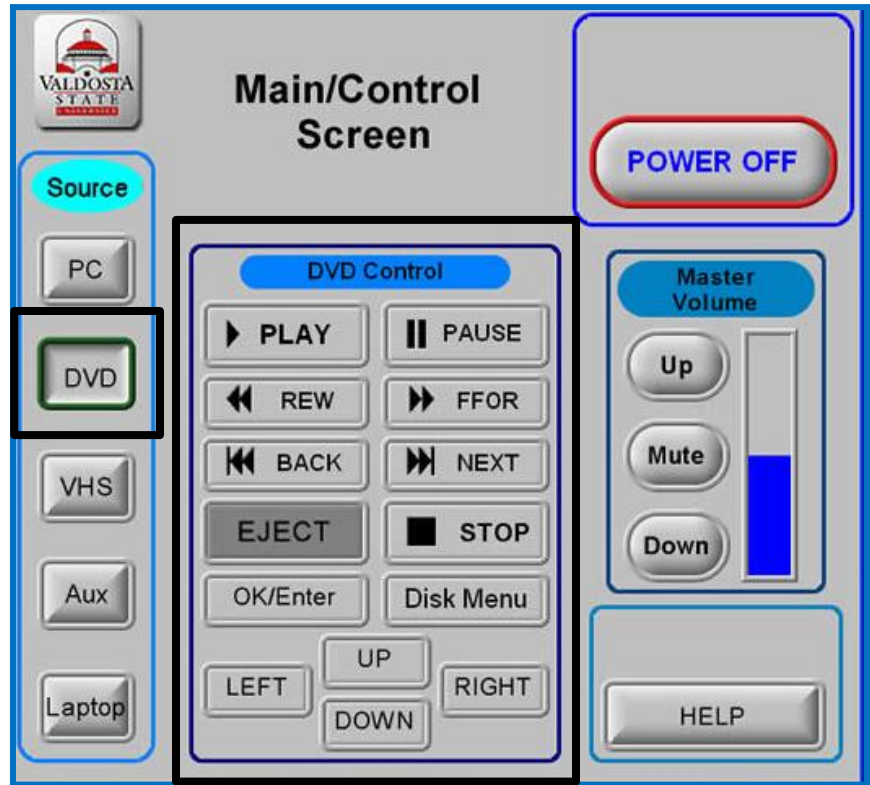 VALDOSTA
STATE
UNIVERSITY
Main/Control
Screen
POWER OFF
Source
PC
DVD
VHS
Aux
Laptop
DVD Control
PLAY
PAUSE
REW
FFOR
BACK
NEXT
EJECT
STOP
OK/Enter
Disk Menu
UP
LEFT
RIGHT
DOWN
Master
Volume
Up
Mute
Down
HELP